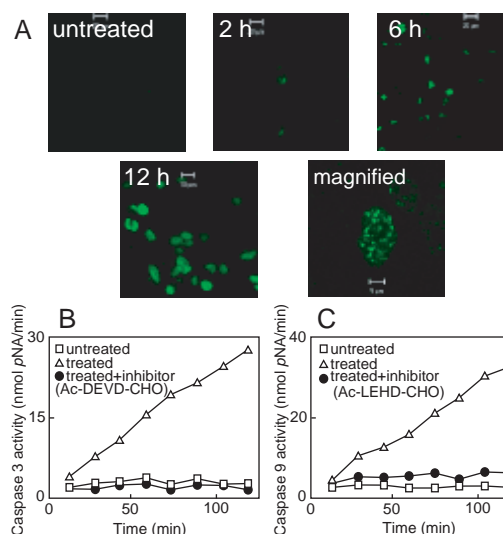 A
untreated
2 h
6 h
12 h
magnified
B
C
Caspase 3 activity (nmol pNA/min)
30
15
0
untreated
treated
treated+inhibitor
(Ac-DEVD-CHO)
0 50 100
Time (min)
Caspase 9 activity (nmol pNA/min)
40
20
0
untreated
treated
treated+inhibitor
(Ac-LEHD-CHO)
0 50 100
Time (min)